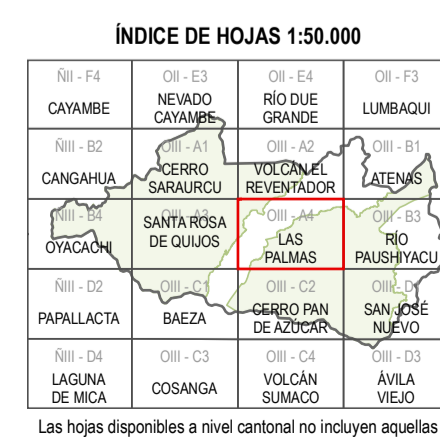 ÍNDICE DE HOJAS 1:50.000
ÑII - F4 OII - E3 OII - E4 OII - F3
CAYAMBE NEVADO CAYAMBE RÍO DUE GRANDE LUMBAQUI
ÑIII - B2 OIII - A1 OIII - A2 OIII - B1
CANGAHUA CERRO SARAURCU VOLCÁN EL REVENTADOR ATENAS
ÑIII - B4 OIII - A3 OIII - A4 OIII - B3
OYACACHI SANTA ROSA DE QUIJOS LAS PALMAS RÍO PAUSHIYACU
ÑIII - D2 OIII - C1 OIII - C2 OIII - D1
PAPALLACTA BAEZA CERRO PAN DE AZÚCAR SAN JOSÉ NUEVO
ÑIII - D4 OIII - C3 OIII - C4 OIII - D3
LAGUNA DE MICA COSANGA VOLCÁN SUMACO ÁVILA VIEJO
Las hojas disponibles a nivel cantonal no incluyen aquellas